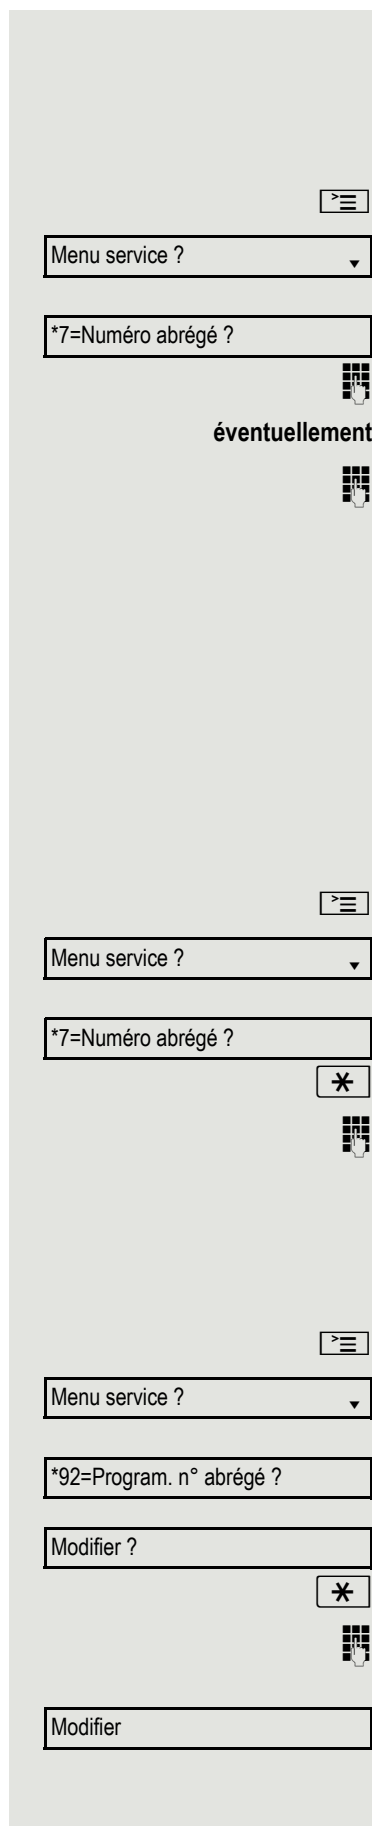 Menu service ?
*7=Numéro abrégé ?
éventuellement
Menu service ?
*7=Numéro abrégé ?
Menu service ?
*92=Program. n° abrégé ?
Modifier ?
Modifier